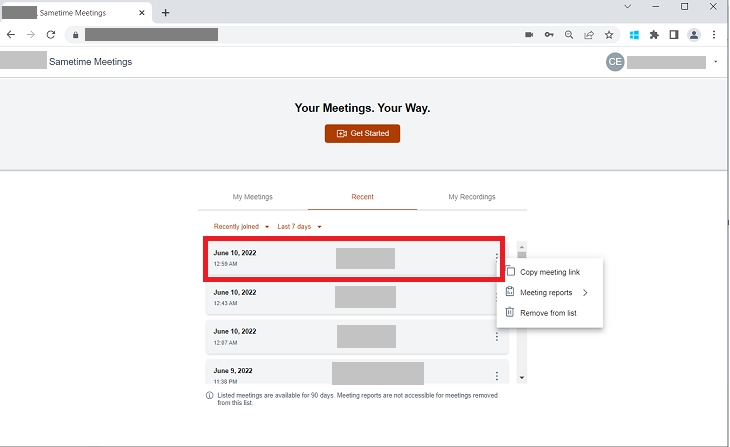 , Sametime Meetings
Sametime Meetings
CE
Your Meetings. Your Way.
Get Started
My Meetings
Recent
My Recordings
Recently joined
Last 7 days
June 10, 2022
12:59 AM
Copy meeting link
Meeting reports
Remove from list
June 10, 2022
12:43 AM
June 10, 2022
12:07 AM
June 9, 2022
11:38 PM
Listed meetings are available for 90 days. Meeting reports are not accessible for meetings removed
from this list.